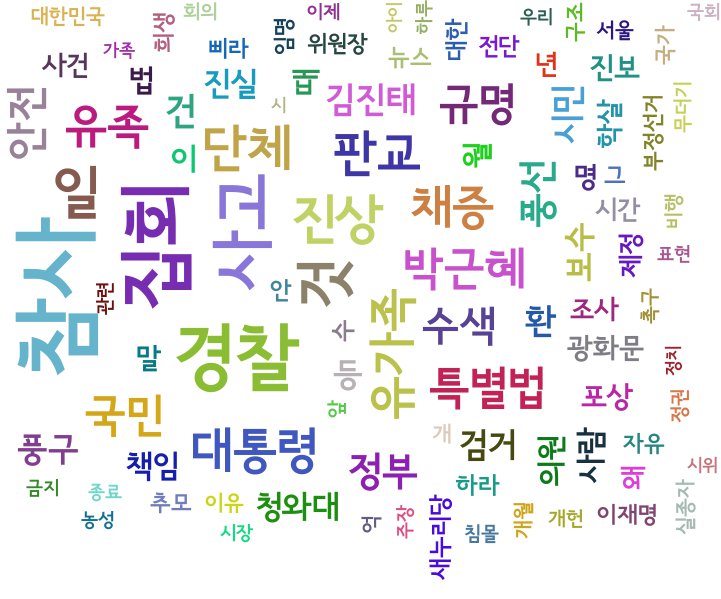 대한민국
회의
이제
아이
하루
우리
구조
서울
국회
가족
희생
삐라
임명
위원장
뉴스
대한
전단
국가
사건
법
진실
때
년
진보
안전
유족
건
시
김진태
규명
시민
학살
부정선거
무더기
이
단체
판교
월
명
그
일
집회
사고
진상
채증
풍선
시간
비행
참사
관련
안
것
박근혜
보수
제정
표현
말
경찰
수
유가족
수색
환
조사
촉구
광화문
등
앞
특별법
포상
정치
정권
국민
대통령
개
검거
의원
사람
자유
풍구
책임
정부
하라
왜
시위
금지
종료
추모
이유
청와대
새누리당
실종자
농성
시장
억
주장
침몰
개월
개헌
이재명